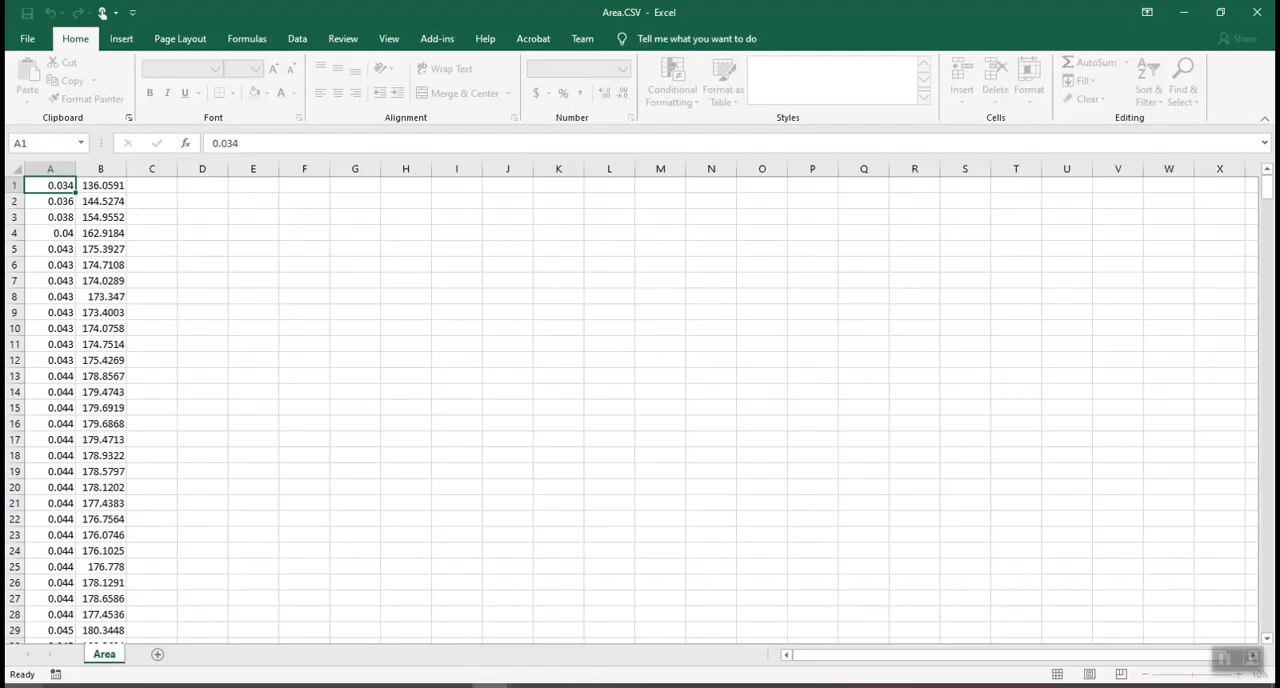 Area.CSV - Excel
File Home Insert Page Layout Formulas Data Review View Add-ins Help Acrobat Team Tell me what you want to do Share
Paste Cut Copy Format Painter Clipboard
B I U A A A Font
Wrap Text Merge & Center Alignment
$ % , Number
Conditional Formatting Format as Table Styles
Insert Delete Format Cells
AutoSum Fill Clear Sort & Filter Find & Select Editing
A1 fx 0.034
A B C D E F G H I J K L M N O P Q R S T U V W X
1 0.034 136.0591
2 0.036 144.5274
3 0.038 154.9552
4 0.04 162.9184
5 0.043 175.3927
6 0.043 174.7108
7 0.043 174.0289
8 0.043 173.347
9 0.043 173.4003
10 0.043 174.0758
11 0.043 174.7514
12 0.043 175.4269
13 0.044 178.8567
14 0.044 179.4743
15 0.044 179.6919
16 0.044 179.6868
17 0.044 179.4713
18 0.044 178.9322
19 0.044 178.5797
20 0.044 178.1202
21 0.044 177.4383
22 0.044 176.7564
23 0.044 176.0746
24 0.044 176.1025
25 0.044 176.778
26 0.044 178.1291
27 0.044 178.6586
28 0.044 177.4536
29 0.045 180.3448
Area
Ready